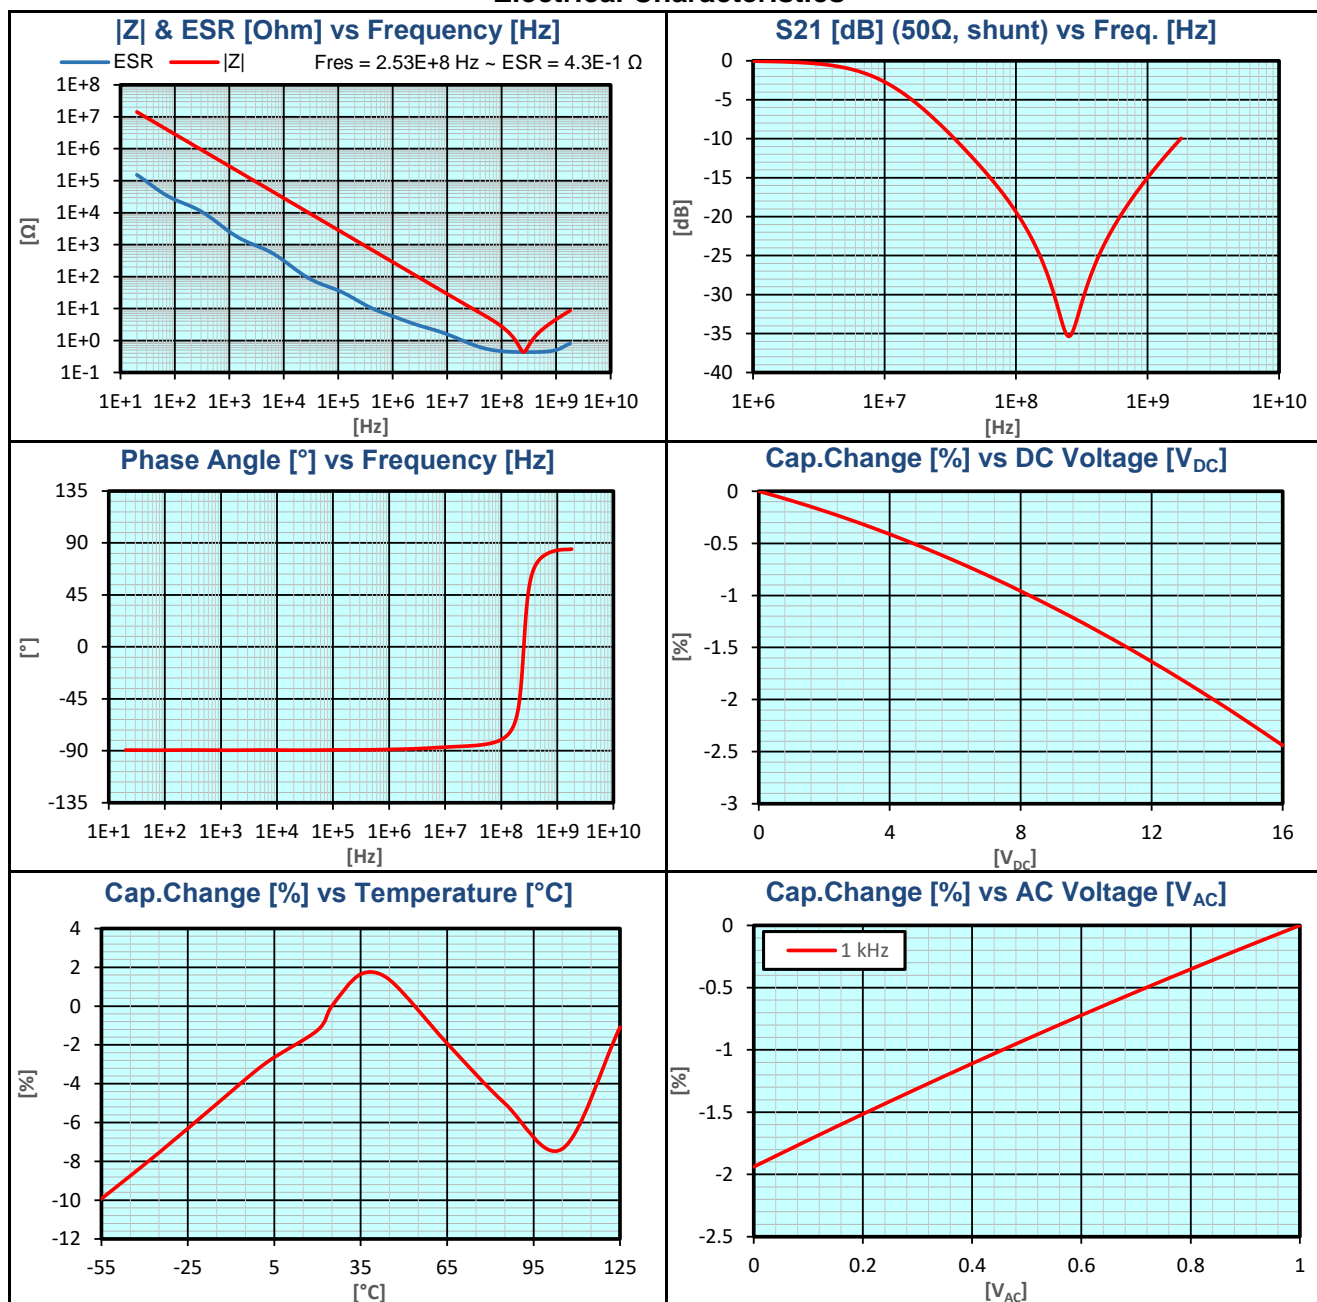 |Z| & ESR [Ohm] vs Frequency [Hz]
ESR |Z| Fres = 2.53E+8 Hz ~ ESR = 4.3E-1 Ω
1E+8
1E+7
1E+6
1E+5
1E+4
1E+3
1E+2
1E+1
1E+0
1E-1
[Ω]
1E+1 1E+2 1E+3 1E+4 1E+5 1E+6 1E+7 1E+8 1E+9 1E+10
[Hz]
S21 [dB] (50Ω, shunt) vs Freq. [Hz]
0
-5
-10
-15
-20
-25
-30
-35
-40
[dB]
1E+6 1E+7 1E+8 1E+9 1E+10
[Hz]
Phase Angle [°] vs Frequency [Hz]
135
90
45
0
-45
-90
-135
[°]
1E+1 1E+2 1E+3 1E+4 1E+5 1E+6 1E+7 1E+8 1E+9 1E+10
[Hz]
Cap.Change [%] vs DC Voltage [VDC]
0
-0.5
-1
-1.5
-2
-2.5
-3
[%]
0 4 8 12 16
[VDC]
Cap.Change [%] vs Temperature [°C]
4
2
0
-2
-4
-6
-8
-10
-12
[%]
-55 -25 5 35 65 95 125
[°C]
Cap.Change [%] vs AC Voltage [VAC]
1 kHz
0
-0.5
-1
-1.5
-2
-2.5
[%]
0 0.2 0.4 0.6 0.8 1
[VAC]